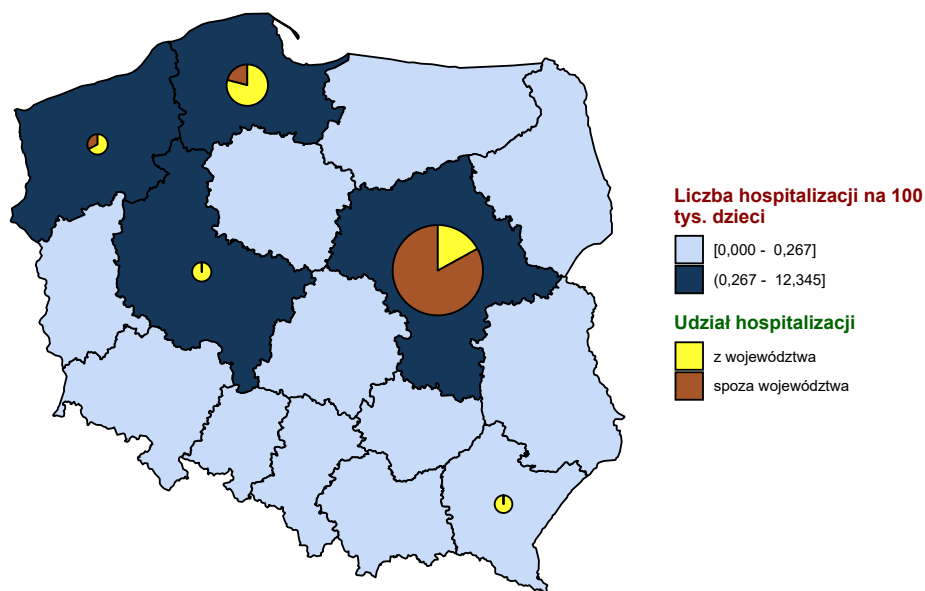 Liczba hospitalizacji na 100
tys. dzieci
[0,000 - 0,267]
(0,267 - 12,345]
Udział hospitalizacji
z województwa
spoza województwa